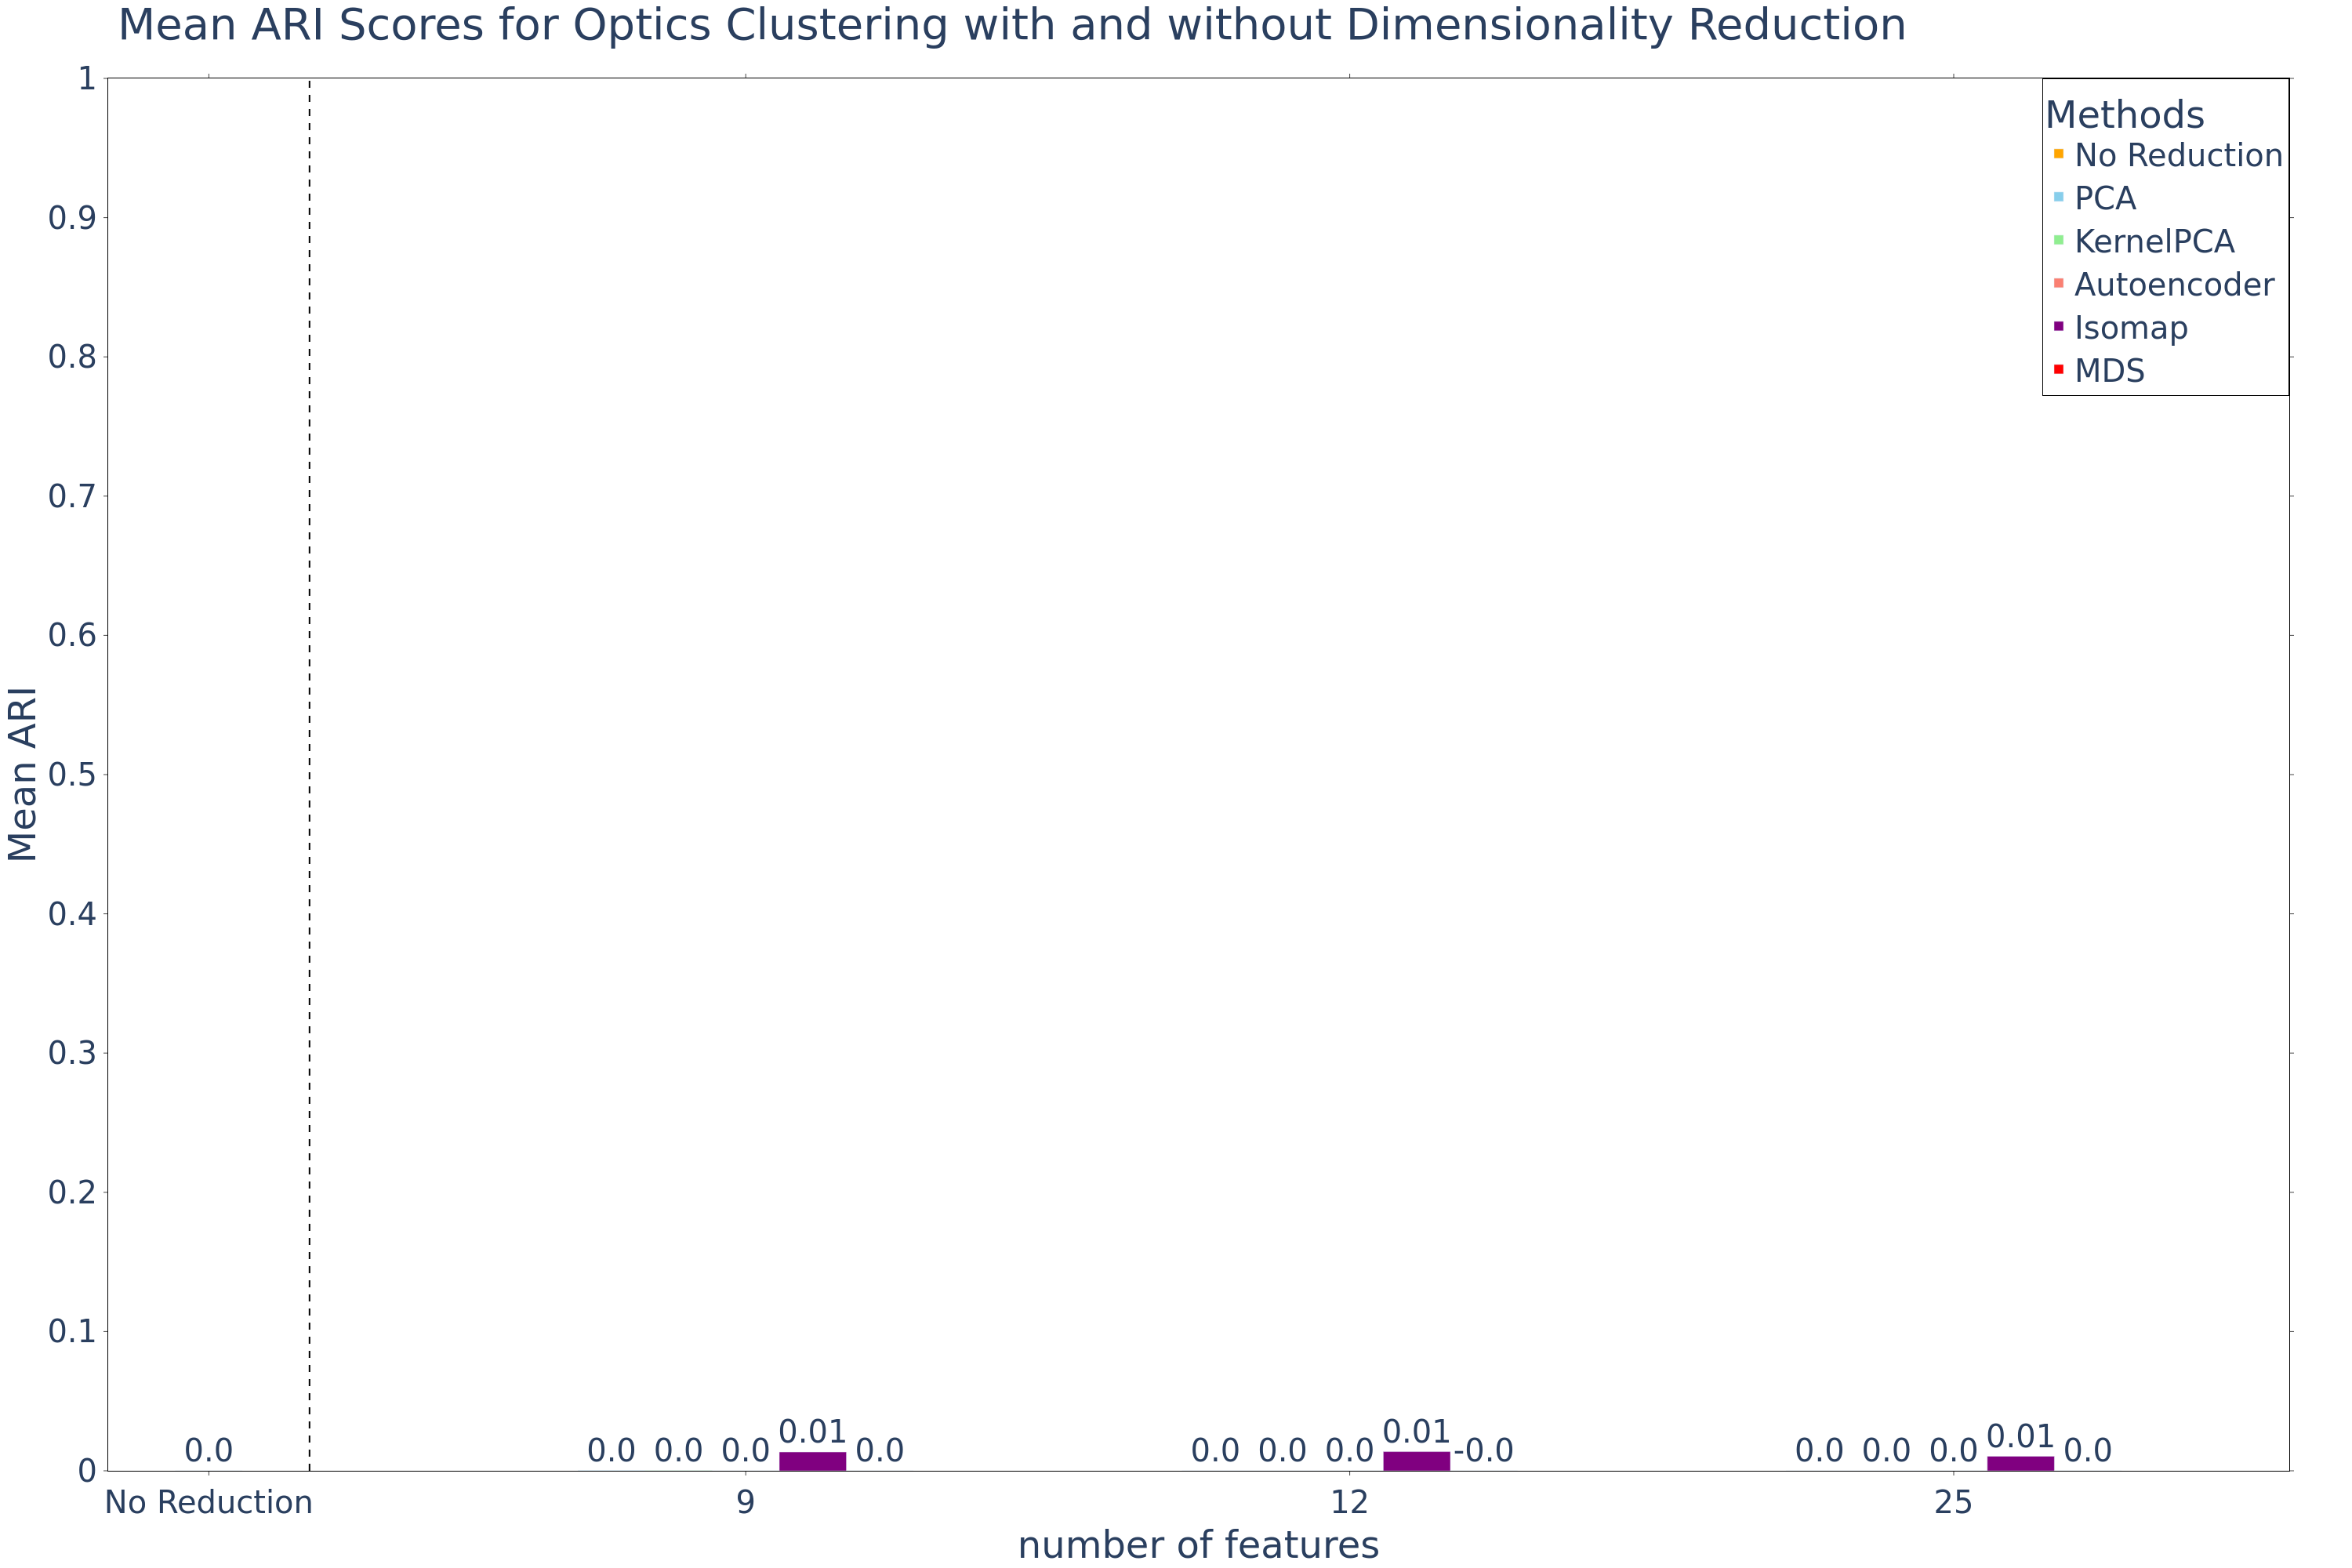 Mean ARI Scores for Optics Clustering with and without Dimensionality Reduction
Methods
No Reduction
PCA
KernelPCA
Autoencoder
Isomap
MDS
Mean ARI
1
0.9
0.8
0.7
0.6
0.5
0.4
0.3
0.2
0.1
0
0.0
0.0 0.0 0.0 0.01 0.0
0.0 0.0 0.0 0.01 -0.0
0.0 0.0 0.0 0.01 0.0
No Reduction 9 12 25
number of features